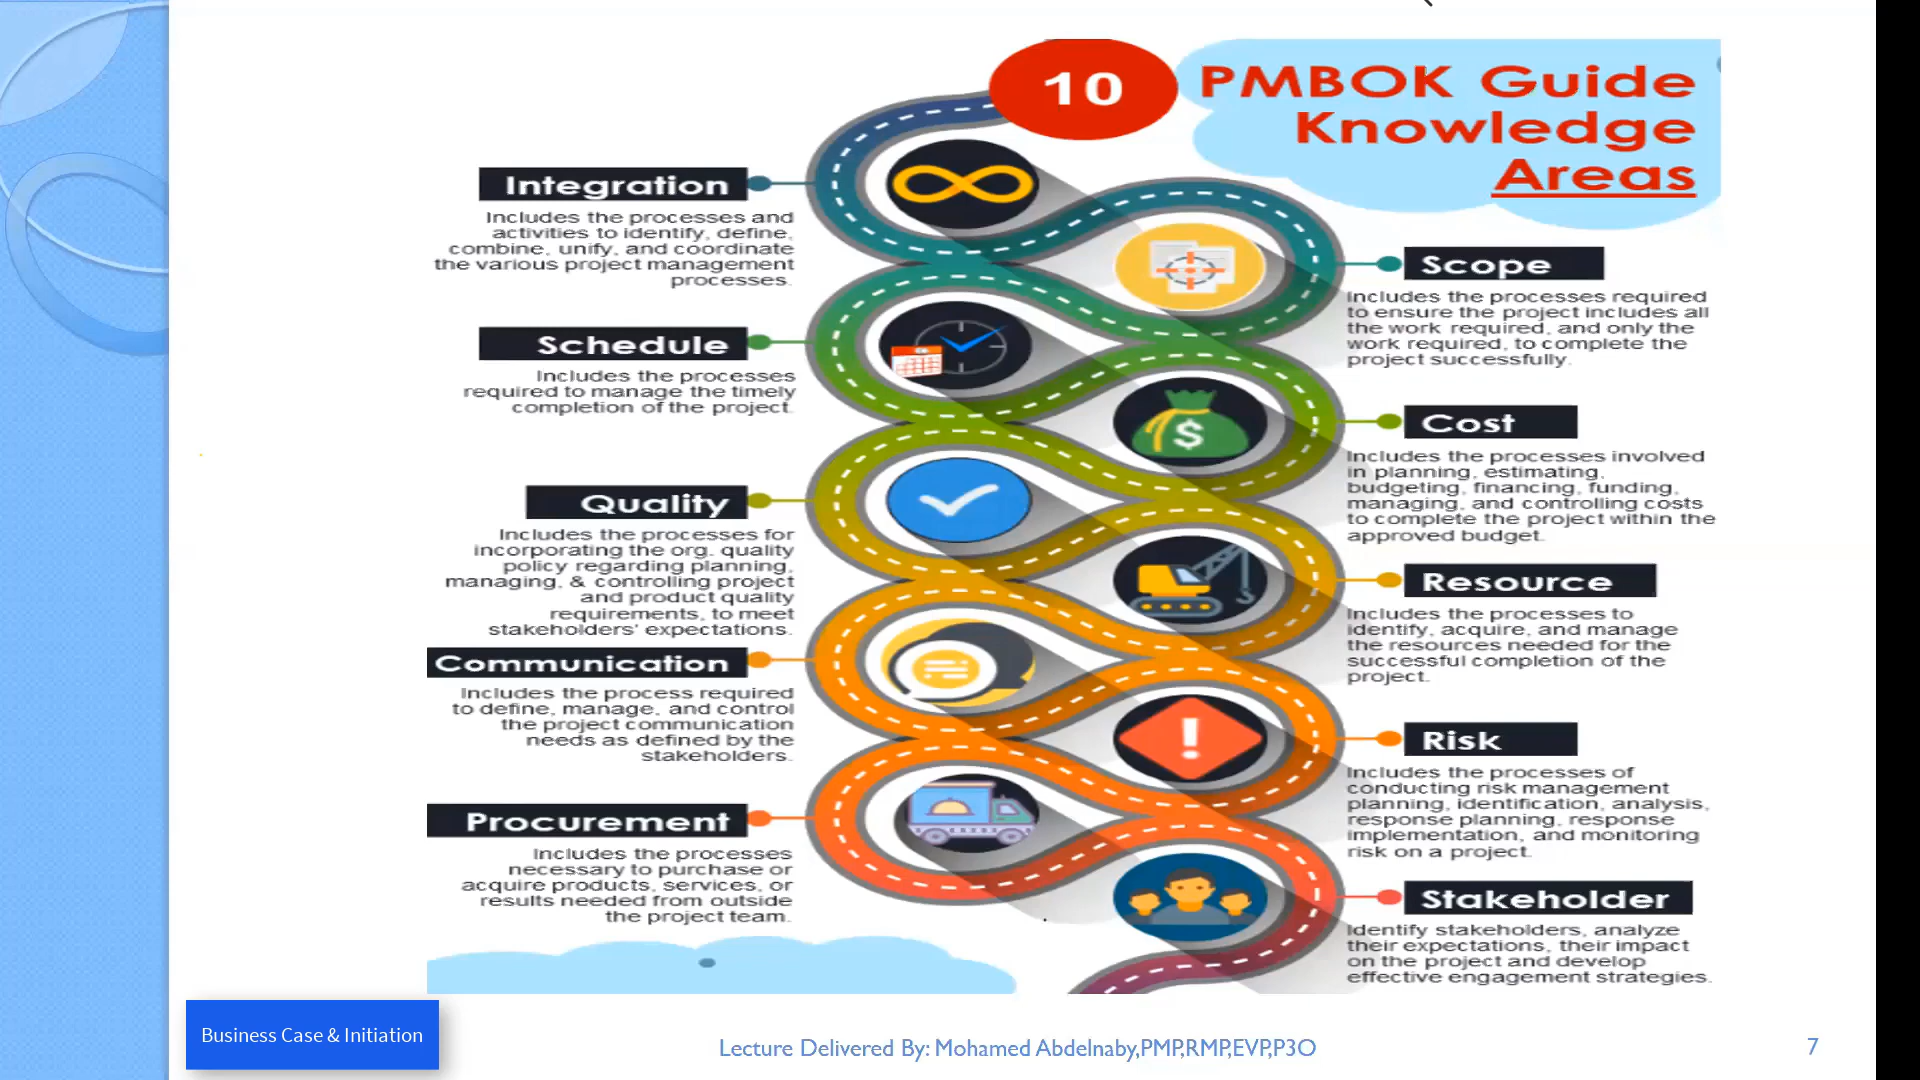 10
PMBOK Guide
Knowledge
Areas
Integration
Includes the processes and
activities to identify, define,
combine, unify, and coordinate
the various project management
processes.
Scope
Includes the processes required
to ensure the project includes all
the work required, and only the
work required, to complete the
project successfully.
Schedule
Includes the processes
required to manage the timely
completion of the project.
Cost
Includes the processes involved
in planning, estimating,
budgeting, financing, funding,
managing, and controlling costs
to complete the project within the
approved budget.
$
Quality
Includes the processes for
incorporating the org. quality
policy regarding planning,
managing, & controlling project
and product quality
requirements, to meet
stakeholders' expectations.
Resource
Includes the processes to
identify, acquire, and manage
the resources needed for the
successful completion of the
project.
Communication
Includes the process required
to define, manage, and control
the project communication
needs as defined by the
stakeholders.
Risk
Includes the processes of
conducting risk management
planning, identification, analysis,
response planning, response
implementation, and monitoring
risk on a project.
!
Procurement
Includes the processes
necessary to purchase or
acquire products, services, or
results needed from outside
the project team.
Stakeholder
Identify stakeholders, analyze
their expectations, their impact
on the project and develop
effective engagement strategies.
Business Case & Initiation
Lecture Delivered By: Mohamed Abdelnaby,PMP,RMP,EVP,P3O
7